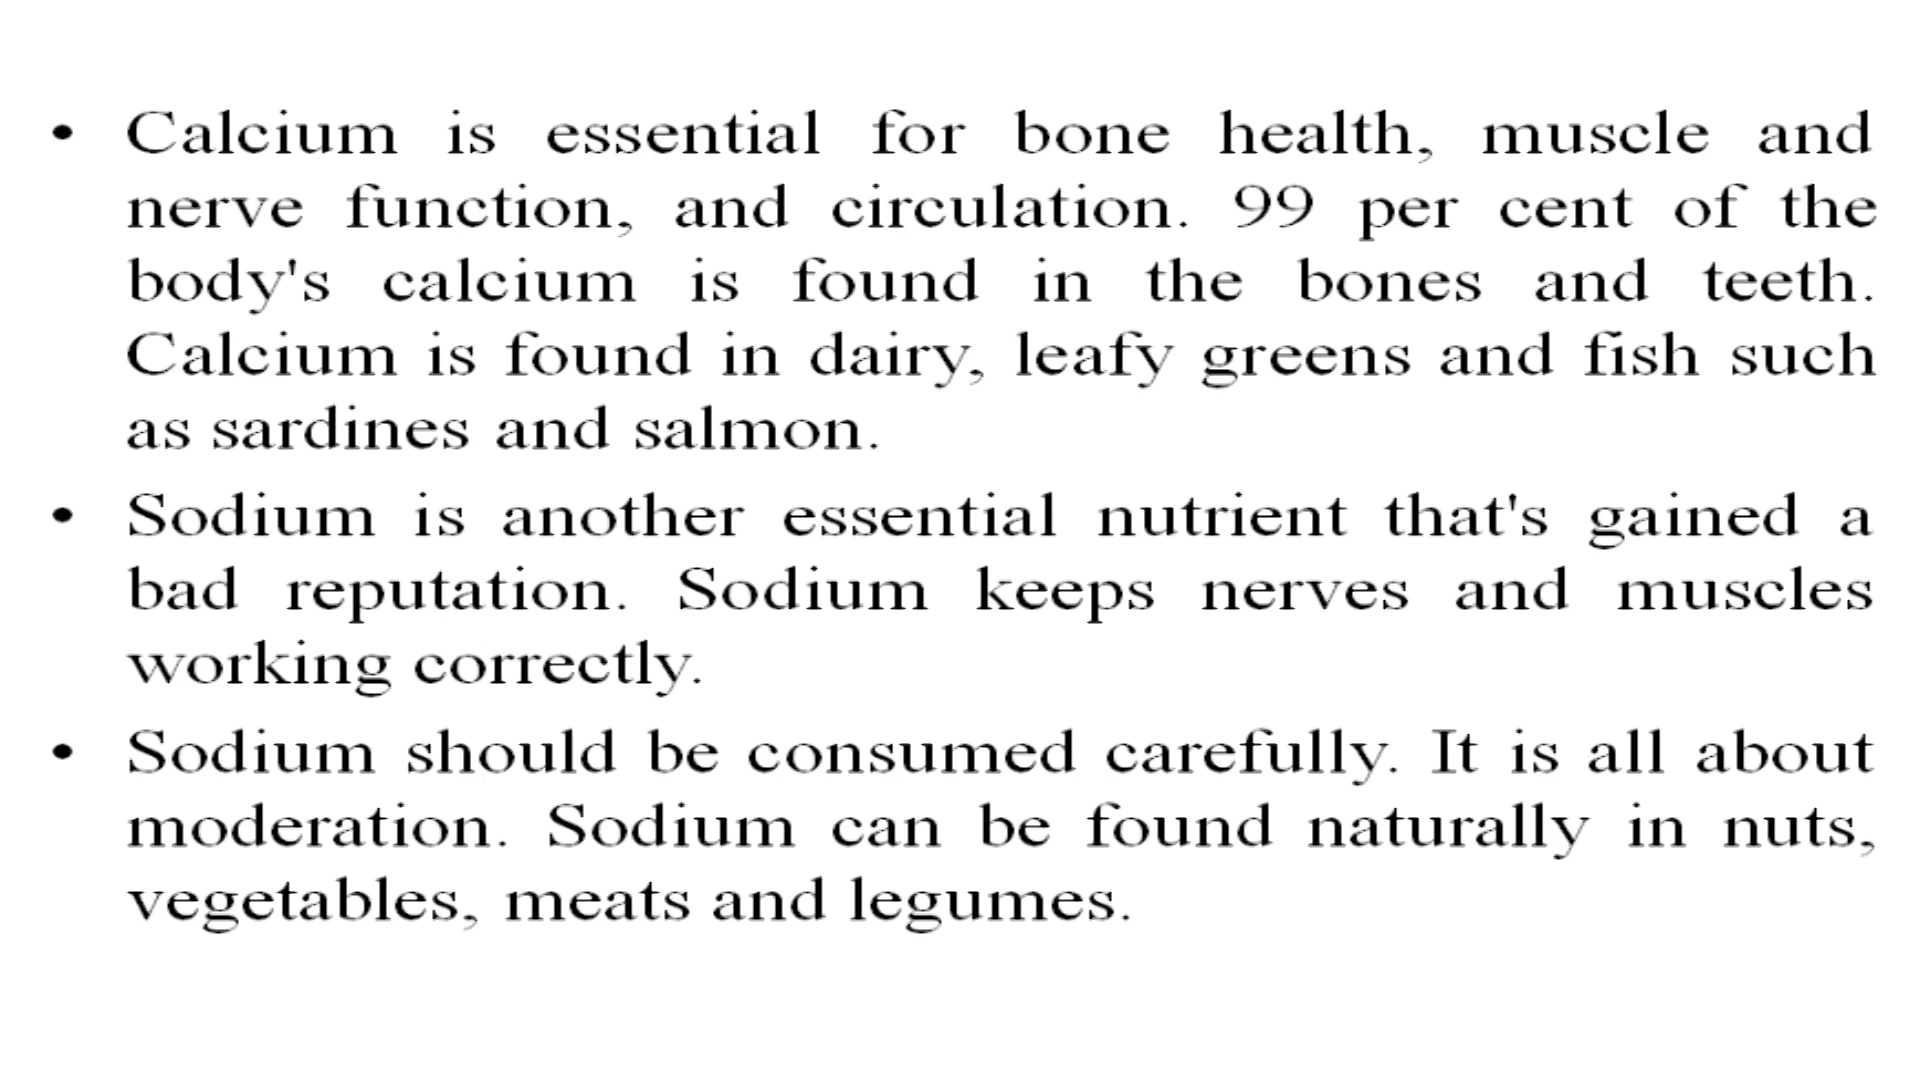 • Calcium is essential for bone health, muscle and
nerve function, and circulation. 99 per cent of the
body's calcium is found in the bones and teeth.
Calcium is found in dairy, leafy greens and fish such
as sardines and salmon.
• Sodium is another essential nutrient that's gained a
bad reputation. Sodium keeps nerves and muscles
working correctly.
• Sodium should be consumed carefully. It is all about
moderation. Sodium can be found naturally in nuts,
vegetables, meats and legumes.